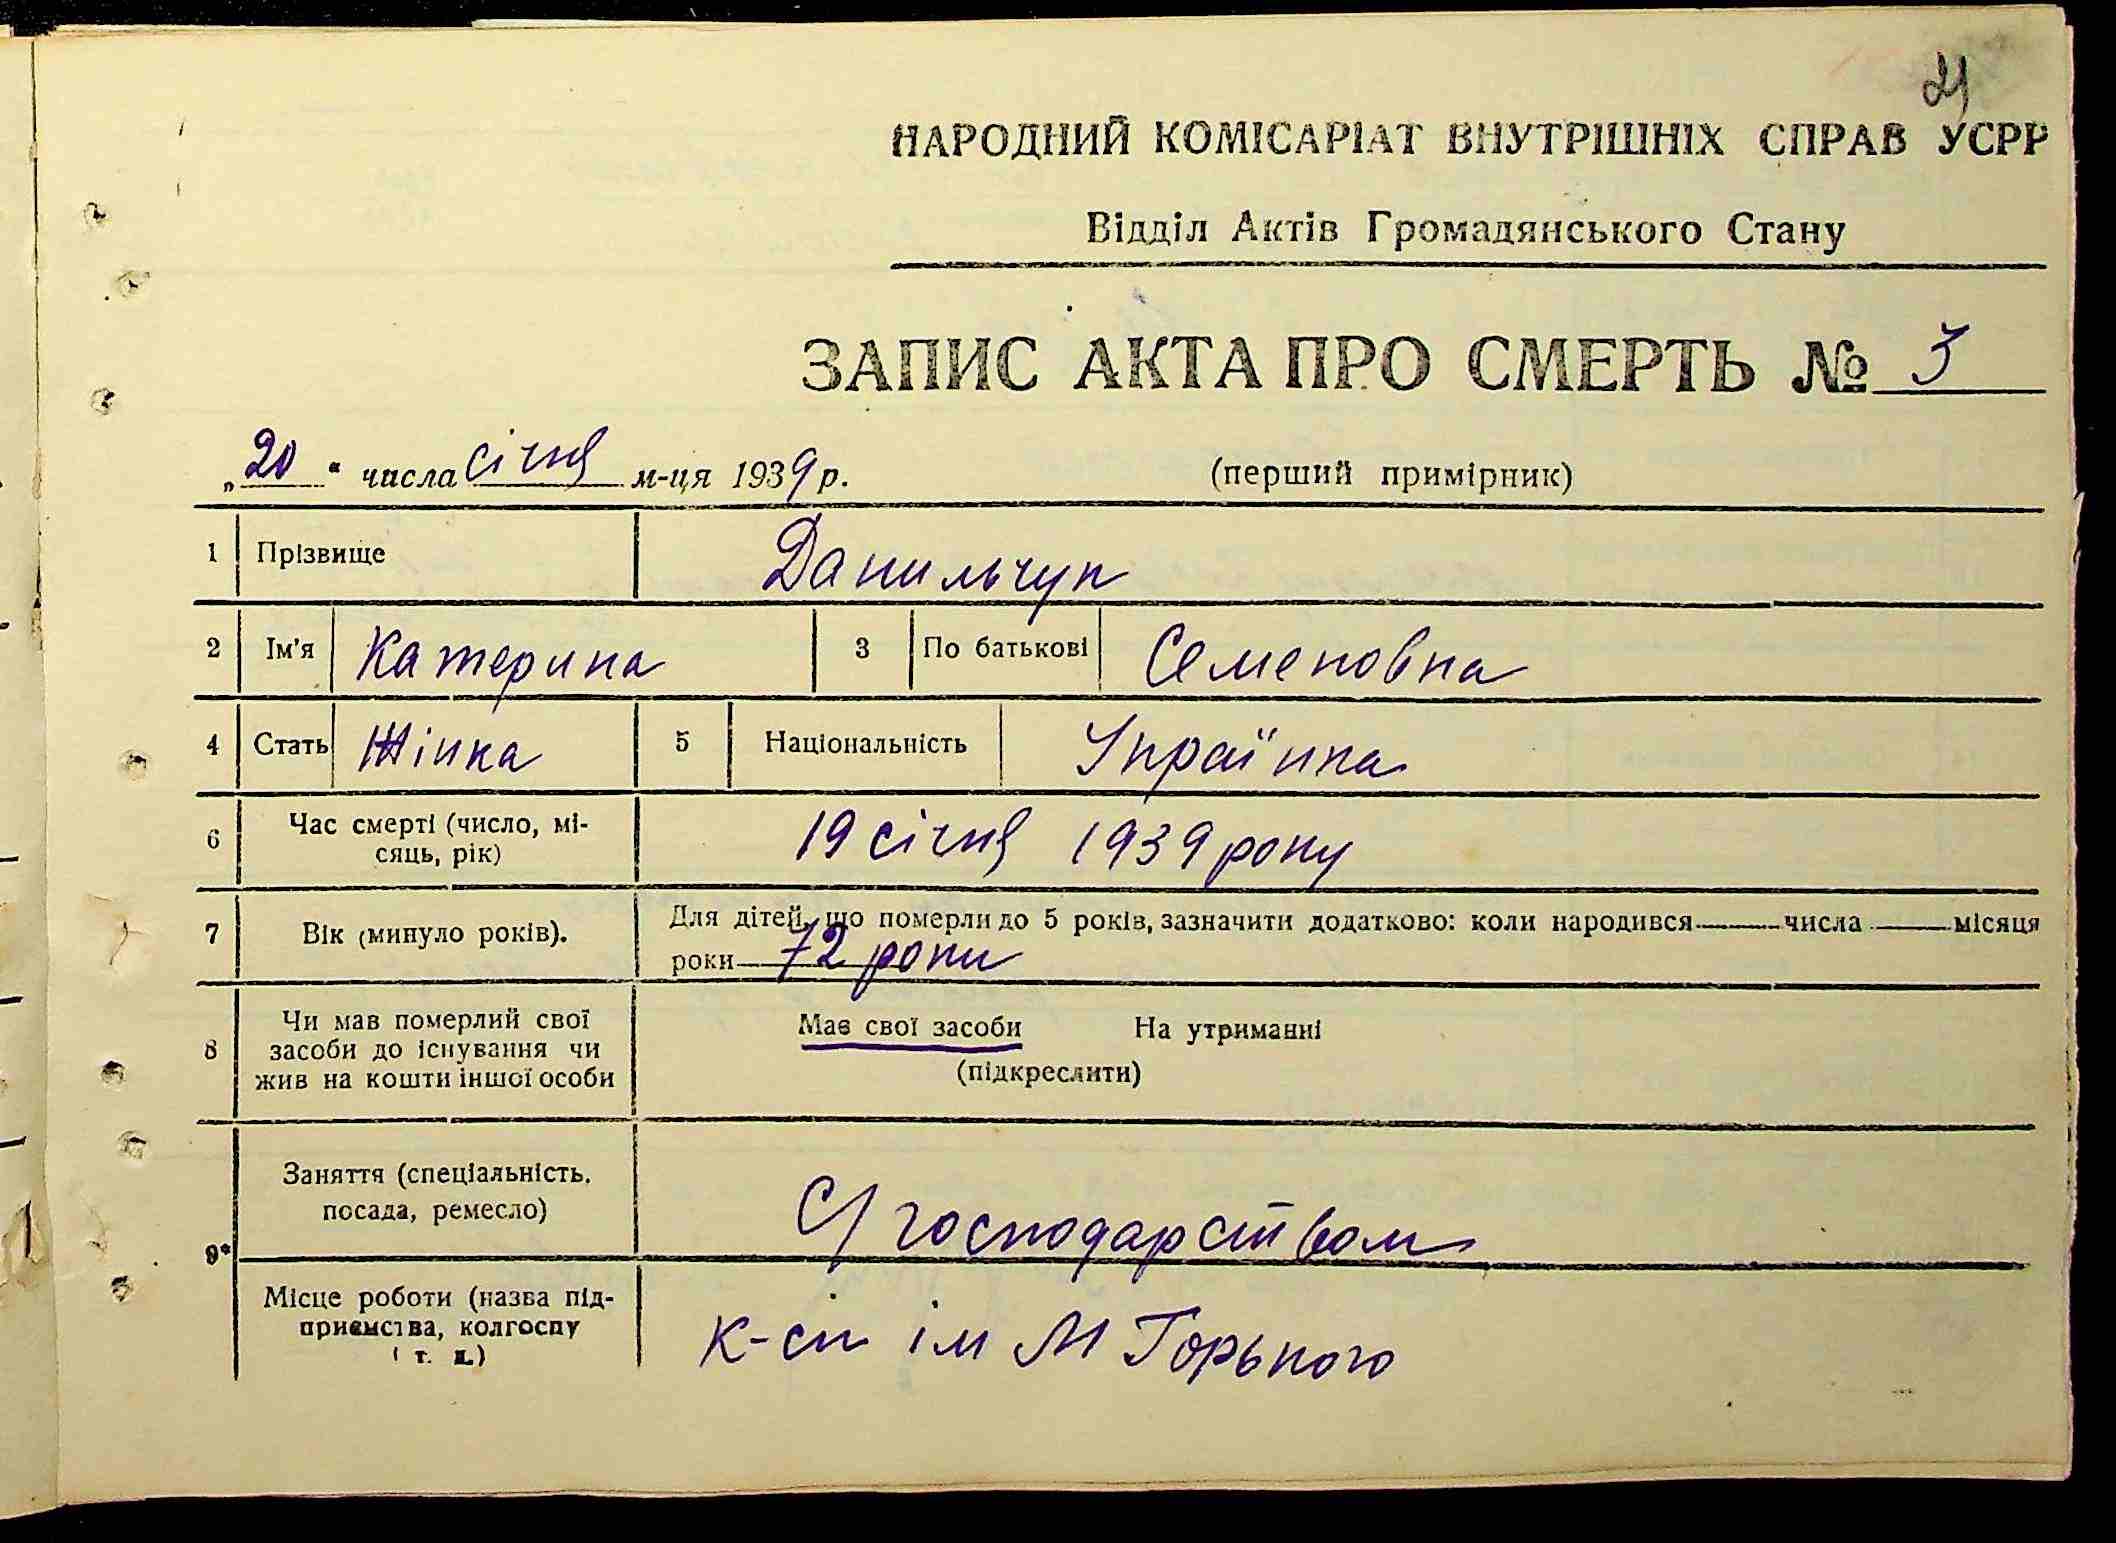 21
НАРОДНИЙ КОМІСАРІАТ ВНУТРІШНІХ СПРАВ УСРР
Відділ Актів Громадянського Стану
ЗАПИС АКТА ПРО СМЕРТЬ № 3
„20“ числа січня м-ця 1939 р. (перший примірник)
1 Прізвище Данильчук
2 Ім'я Катерина 3 По батькові Семеновна
4 Стать Жінка 5 Національність Українка
6 Час смерті (число, мі-
сяць, рік) 19 січня 1939 року
7 Вік (минуло років). Для дітей, що померли до 5 років, зазначити додатково: коли народився числа місяця
роки 72 роки
8 Чи мав померлий свої
засоби до існування чи
жив на кошти іншої особи
Має свої засоби На утриманні
(підкреслити)
9* Заняття (спеціальність.
посада, ремесло) С/господарством
Місце роботи (назва під-
приємства, колгоспу
( т. д.) К-сп ім М Горького